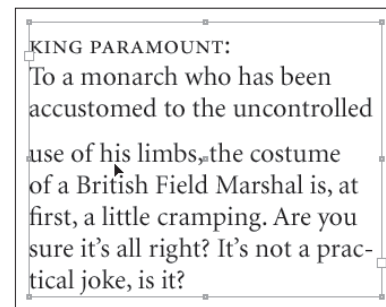 KING PARAMOUNT:
To a monarch who has been
accustomed to the uncontrolled
use of his limbs, the costume
of a British Field Marshal is, at
first, a little cramping. Are you
sure it’s all right? It’s not a prac-
tical joke, is it?